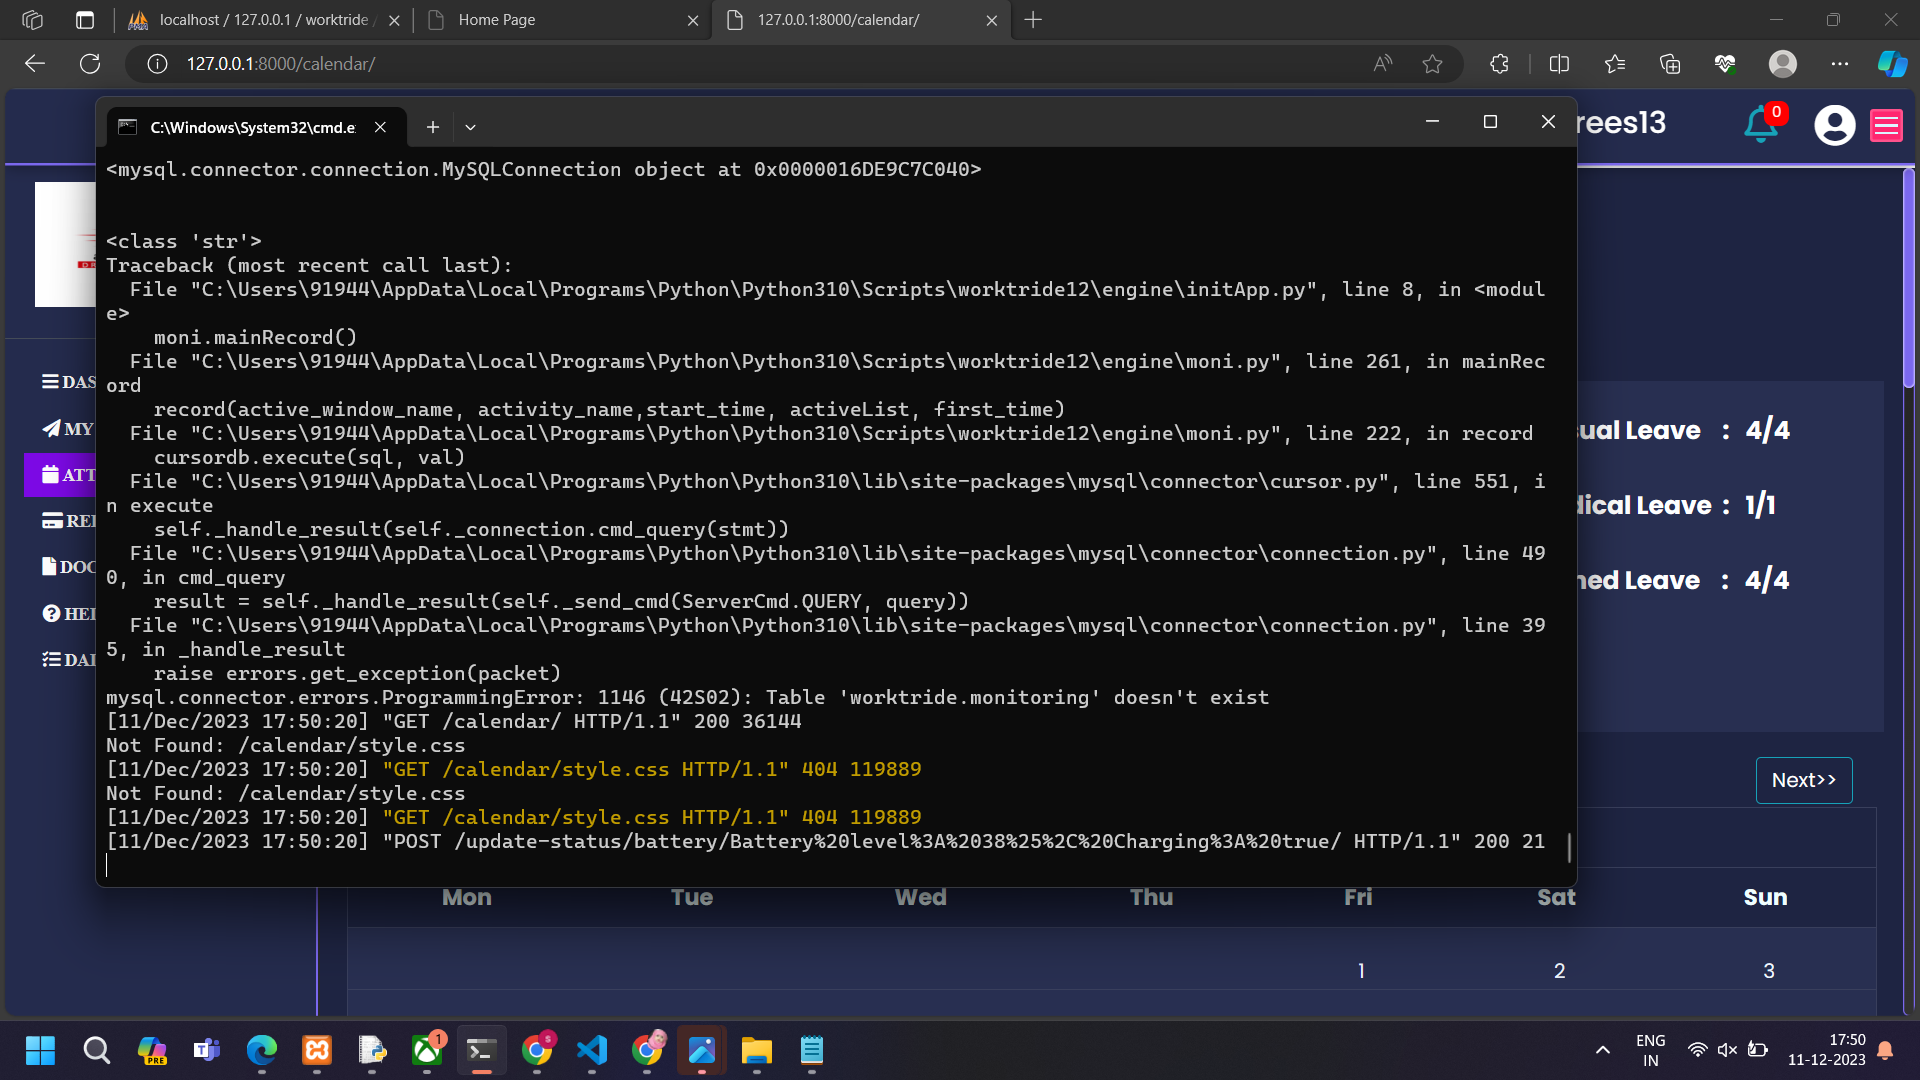 localhost / 127.0.0.1 / worktride /
Home Page
127.0.0.1:8000/calendar/
127.0.0.1:8000/calendar/
C:\Windows\System32\cmd.e:
rees13
0
<mysql.connector.connection.MySQLConnection object at 0x0000016DE9C7C040>
<class 'str'>
Traceback (most recent call last):
  File "C:\Users\91944\AppData\Local\Programs\Python\Python310\Scripts\worktride12\engine\initApp.py", line 8, in <modul
e>
    moni.mainRecord()
  File "C:\Users\91944\AppData\Local\Programs\Python\Python310\Scripts\worktride12\engine\moni.py", line 261, in mainRec
ord
    record(active_window_name, activity_name,start_time, activeList, first_time)
  File "C:\Users\91944\AppData\Local\Programs\Python\Python310\Scripts\worktride12\engine\moni.py", line 222, in record
    cursordb.execute(sql, val)
  File "C:\Users\91944\AppData\Local\Programs\Python\Python310\lib\site-packages\mysql\connector\cursor.py", line 551, i
n execute
    self._handle_result(self._connection.cmd_query(stmt))
  File "C:\Users\91944\AppData\Local\Programs\Python\Python310\lib\site-packages\mysql\connector\connection.py", line 49
0, in cmd_query
    result = self._handle_result(self._send_cmd(ServerCmd.QUERY, query))
  File "C:\Users\91944\AppData\Local\Programs\Python\Python310\lib\site-packages\mysql\connector\connection.py", line 39
5, in _handle_result
    raise errors.get_exception(packet)
mysql.connector.errors.ProgrammingError: 1146 (42S02): Table 'worktride.monitoring' doesn't exist
[11/Dec/2023 17:50:20] "GET /calendar/ HTTP/1.1" 200 36144
Not Found: /calendar/style.css
[11/Dec/2023 17:50:20] "GET /calendar/style.css HTTP/1.1" 404 119889
Not Found: /calendar/style.css
[11/Dec/2023 17:50:20] "GET /calendar/style.css HTTP/1.1" 404 119889
[11/Dec/2023 17:50:20] "POST /update-status/battery/Battery%20level%3A%2038%25%2C%20Charging%3A%20true/ HTTP/1.1" 200 21
DAS
MY
ATT
REI
DOC
HEI
DAI
sual Leave : 4/4
dical Leave : 1/1
ned Leave : 4/4
Next>>
Mon Tue Wed Thu Fri Sat Sun
1 2 3
PRE
1
ENG
IN
17:50
11-12-2023